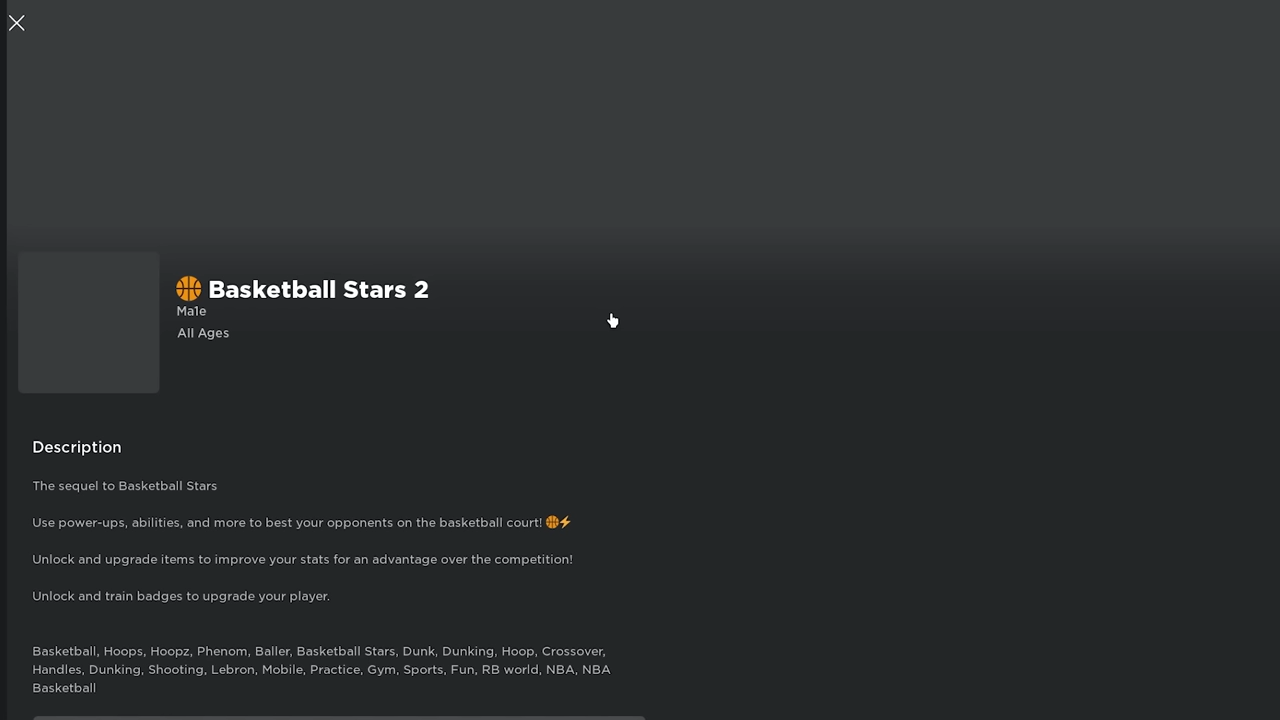 🏀 Basketball Stars 2
Ma1e
All Ages
Description
The sequel to Basketball Stars
Use power-ups, abilities, and more to best your opponents on the basketball court! 🏀⚡
Unlock and upgrade items to improve your stats for an advantage over the competition!
Unlock and train badges to upgrade your player.
Basketball, Hoops, Hoopz, Phenom, Baller, Basketball Stars, Dunk, Dunking, Hoop, Crossover,
Handles, Dunking, Shooting, Lebron, Mobile, Practice, Gym, Sports, Fun, RB world, NBA, NBA
Basketball